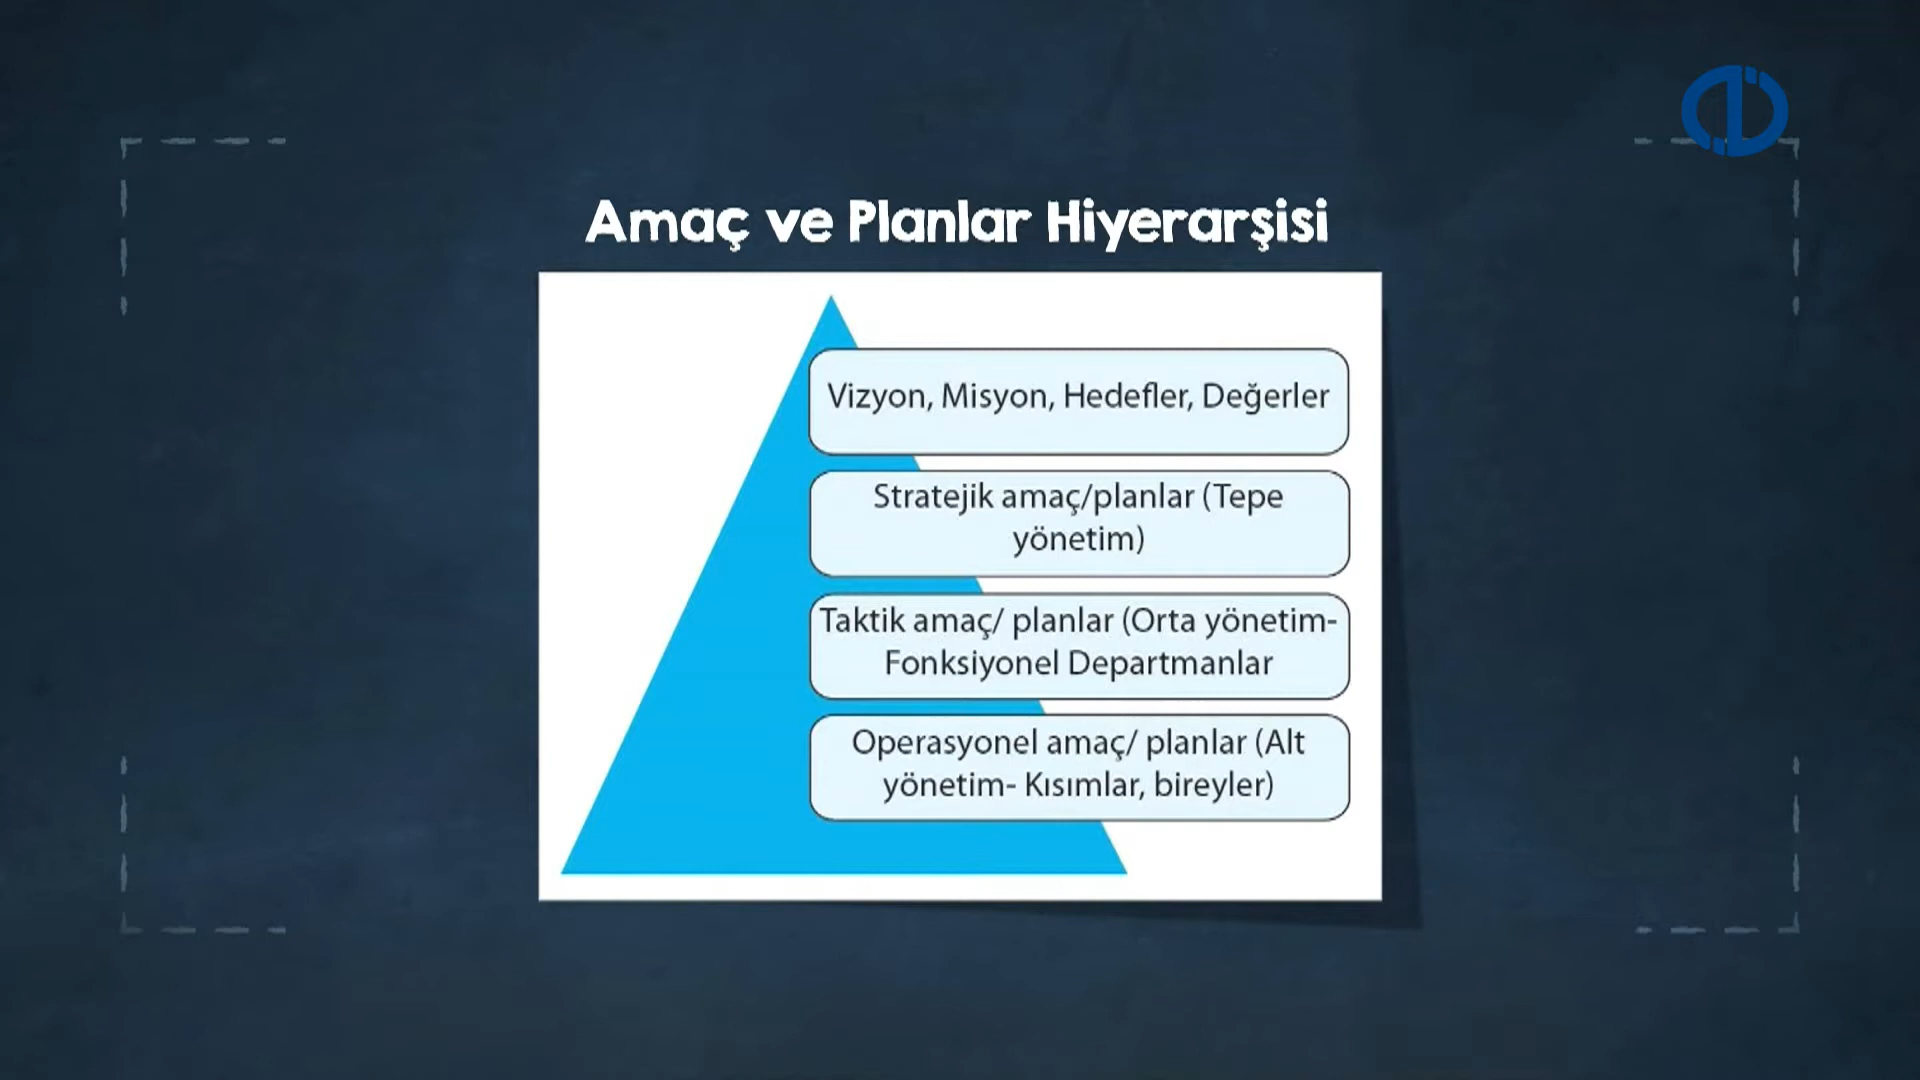 Amaç ve Planlar Hiyerarşisi
Vizyon, Misyon, Hedefler, Değerler
Stratejik amaç/planlar (Tepe
yönetim)
Taktik amaç/ planlar (Orta yönetim-
Fonksiyonel Departmanlar
Operasyonel amaç/ planlar (Alt
yönetim- Kısımlar, bireyler)